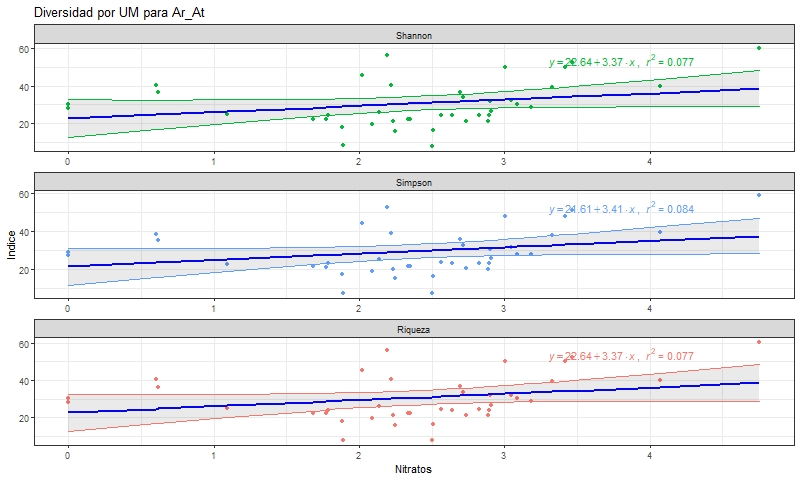 Diversidad por UM para Ar_At
Shannon
y = 22.64 + 3.37 · x , r² = 0.077
60
40
20
0 1 2 3 4
Simpson
y = 21.61 + 3.41 · x , r² = 0.084
60
40
20
0 1 2 3 4
Indice
Riqueza
y = 22.64 + 3.37 · x , r² = 0.077
60
40
20
0 1 2 3 4
Nitratos